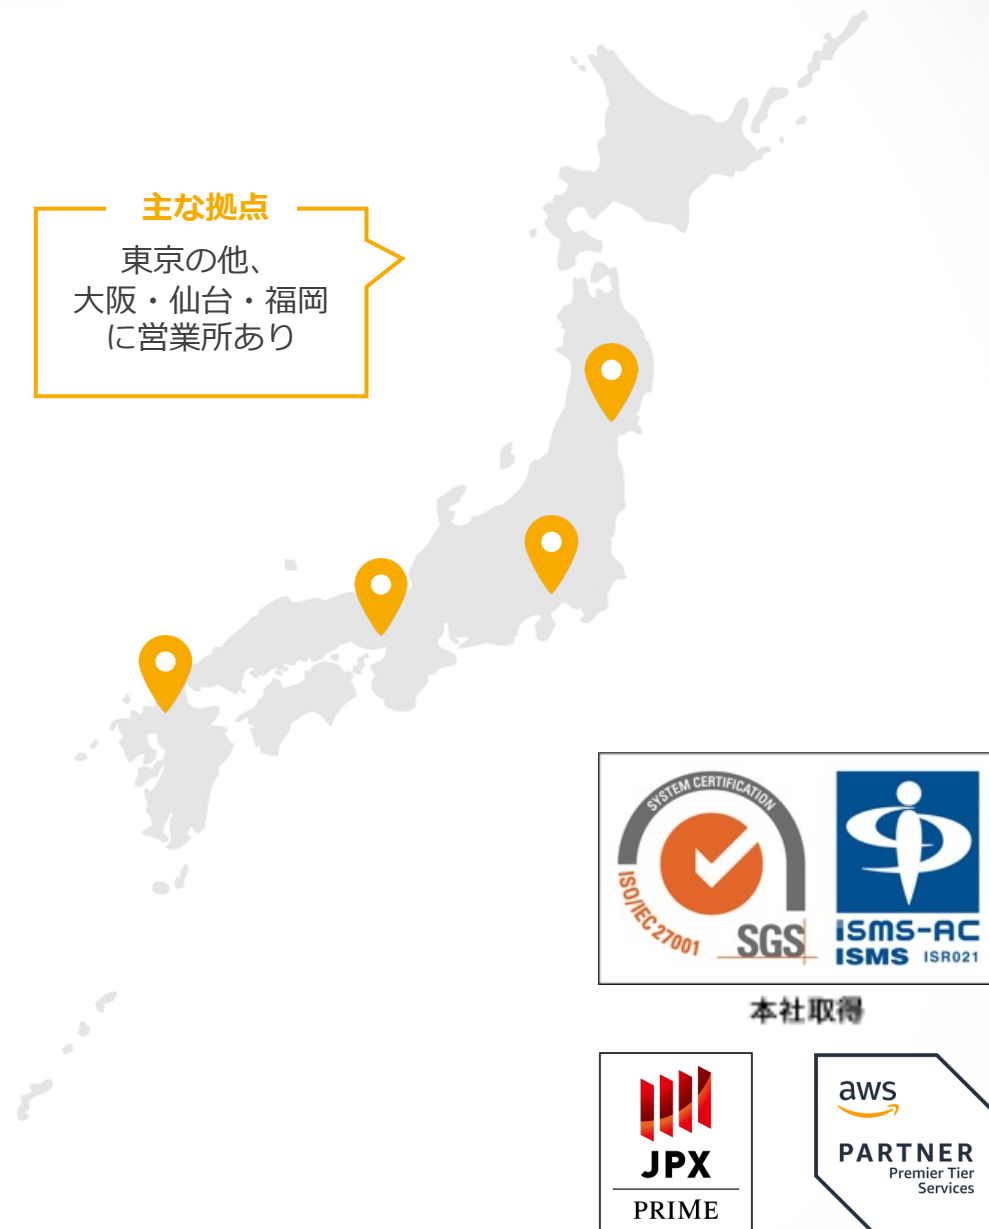 主な拠点
東京の他、
大阪・仙台・福岡
に営業所あり
SYSTEM CERTIFICATION
ISO/IEC 27001
SGS
ISMS-AC
ISMS ISR021
本社取得
JPX
PRIME
aws
PARTNER
Premier Tier
Services